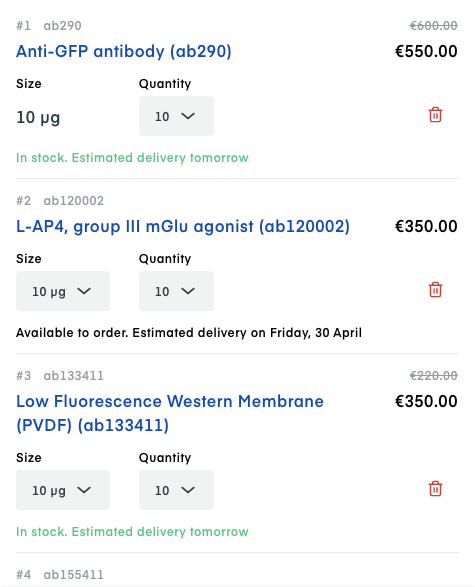 #1 ab290 €600.00
Anti-GFP antibody (ab290) €550.00
Size Quantity
10 µg 10
In stock. Estimated delivery tomorrow
#2 ab120002
L-AP4, group III mGlu agonist (ab120002) €350.00
Size Quantity
10 µg 10
Available to order. Estimated delivery on Friday, 30 April
#3 ab133411 €220.00
Low Fluorescence Western Membrane €350.00
(PVDF) (ab133411)
Size Quantity
10 µg 10
In stock. Estimated delivery tomorrow
#4 ab155411